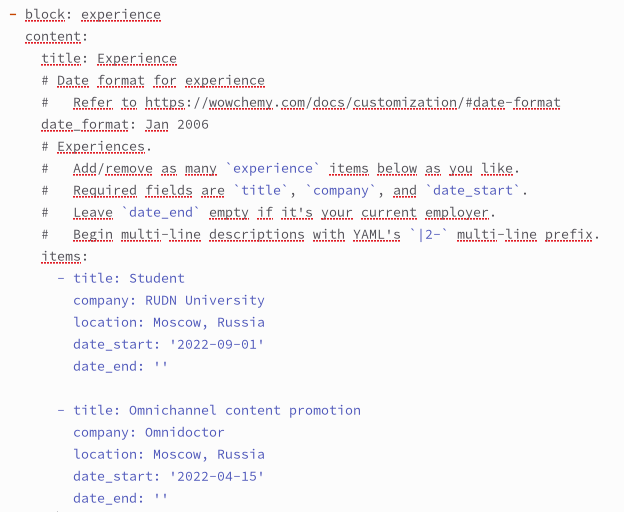 - block: experience
content:
title: Experience
# Date format for experience
#   Refer to https://wowchemy.com/docs/customization/#date-format
date_format: Jan 2006
# Experiences.
#   Add/remove as many `experience` items below as you like.
#   Required fields are `title`, `company`, and `date_start`.
#   Leave `date_end` empty if it's your current employer.
#   Begin multi-line descriptions with YAML's `|2-` multi-line prefix.
items:
- title: Student
company: RUDN University
location: Moscow, Russia
date_start: '2022-09-01'
date_end: ''
- title: Omnichannel content promotion
company: Omnidoctor
location: Moscow, Russia
date_start: '2022-04-15'
date_end: ''